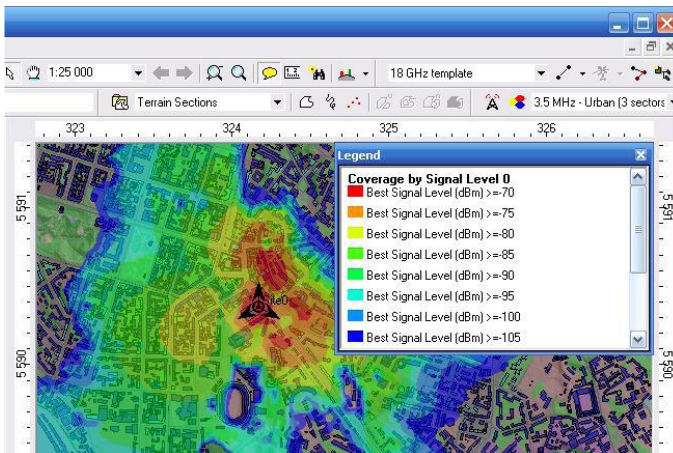 1:25 000
18 GHz template
Terrain Sections
3.5 MHz - Urban (3 sectors
323 324 325 326
Legend
Coverage by Signal Level 0
Best Signal Level (dBm) >=-70
Best Signal Level (dBm) >=-75
Best Signal Level (dBm) >=-80
Best Signal Level (dBm) >=-85
Best Signal Level (dBm) >=-90
Best Signal Level (dBm) >=-95
Best Signal Level (dBm) >=-100
Best Signal Level (dBm) >=-105
5 591
5 591
5 590
5 590